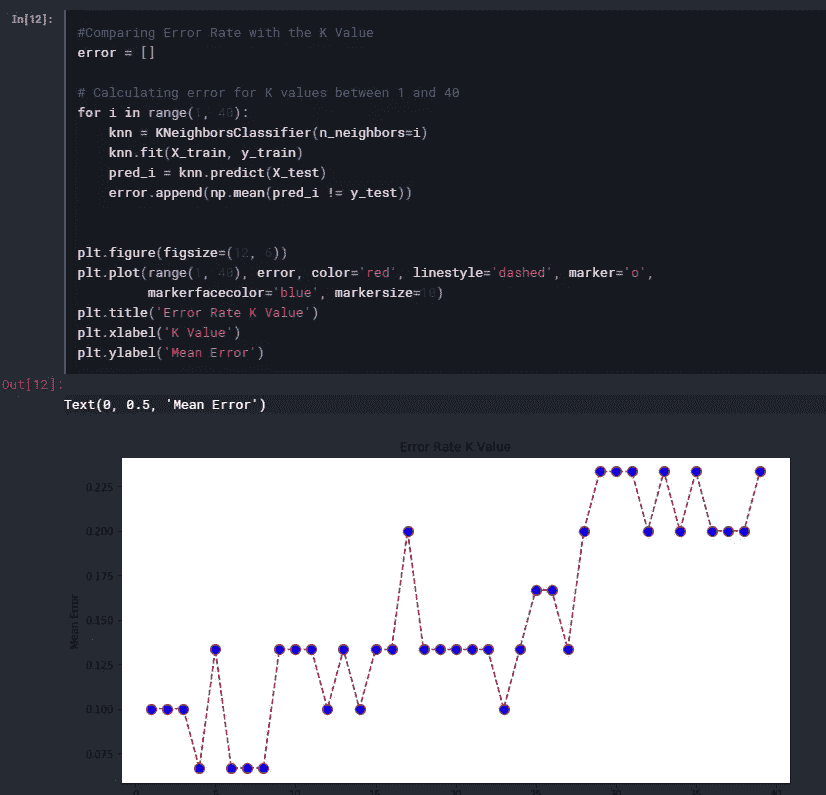 In[12]:
#Comparing Error Rate with the K Value
error = []
# Calculating error for K values between 1 and 40
for i in range(1, 40):
knn = KNeighborsClassifier(n_neighbors=i)
knn.fit(X_train, y_train)
pred_i = knn.predict(X_test)
error.append(np.mean(pred_i != y_test))
plt.figure(figsize=(12, 6))
plt.plot(range(1, 40), error, color='red', linestyle='dashed', marker='o',
markerfacecolor='blue', markersize=10)
plt.title('Error Rate K Value')
plt.xlabel('K Value')
plt.ylabel('Mean Error')
Out[12]:
Text(0, 0.5, 'Mean Error')
Error Rate K Value
0.225
0.200
0.175
0.150
0.125
0.100
0.075
Mean Error
0 5 10 15 20 25 30 35 40